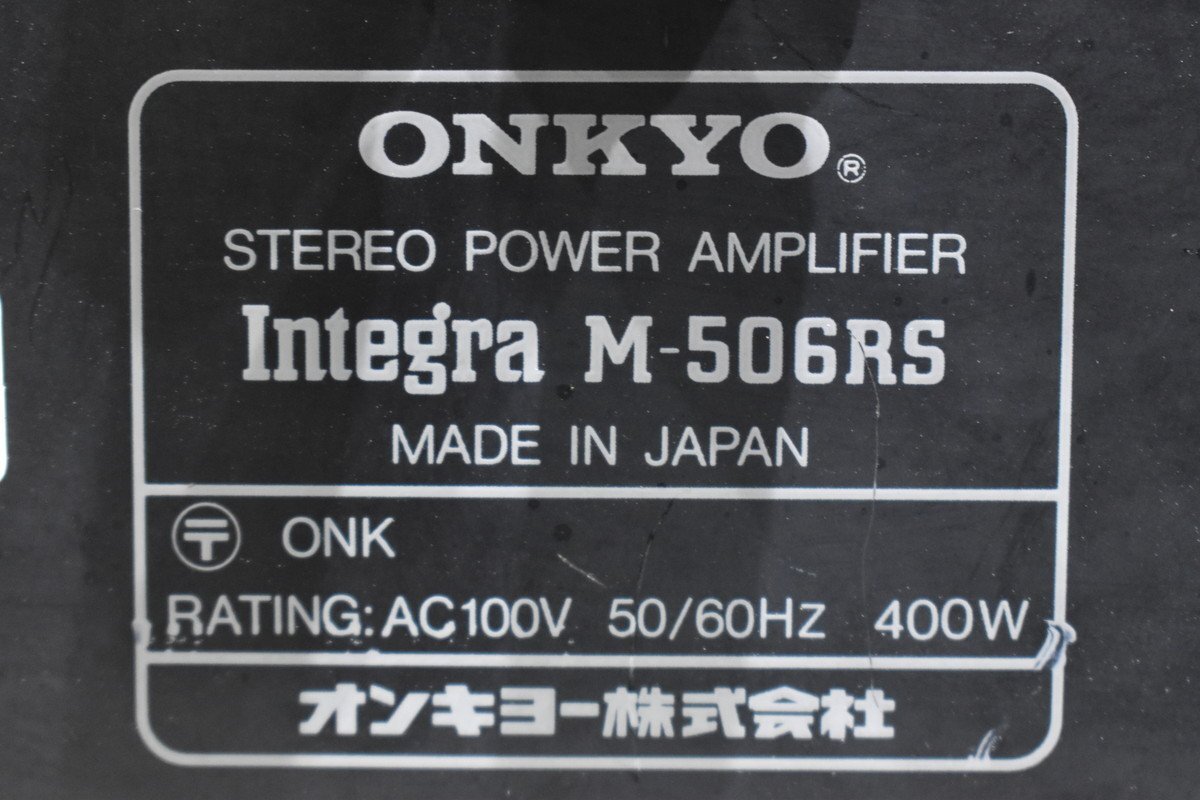 ONKYO®
STEREO POWER AMPLIFIER
Integra M-506RS
MADE IN JAPAN
〶 ONK
RATING: AC100V 50/60Hz 400W
オンキヨー株式会社